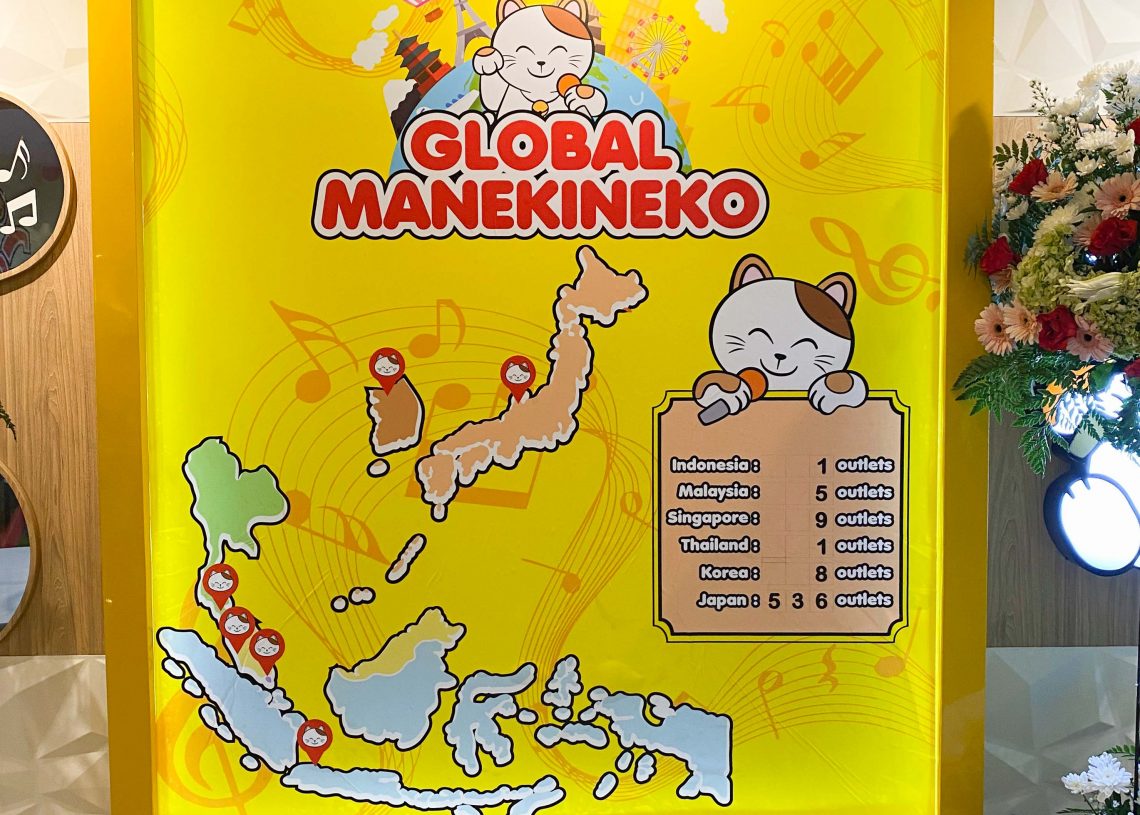 GLOBAL
MANEKINEKO
Indonesia: 1 outlets
Malaysia: 5 outlets
Singapore: 9 outlets
Thailand: 1 outlets
Korea: 8 outlets
Japan: 5 3 6 outlets